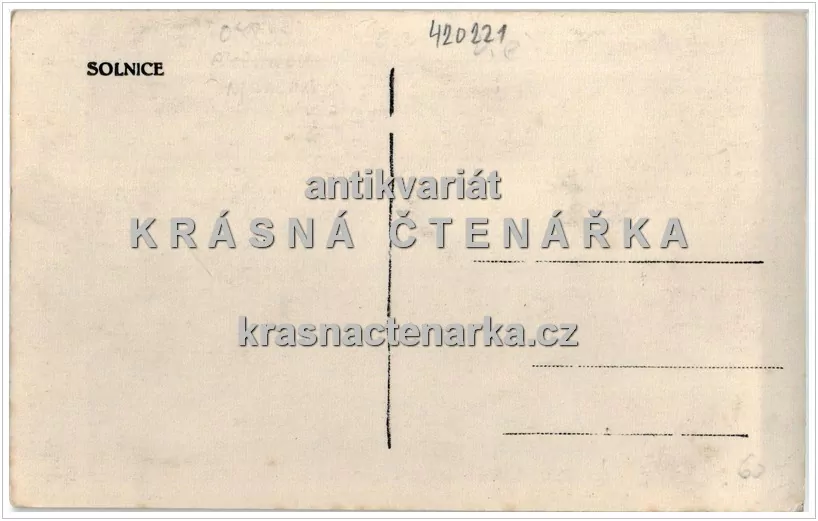 420221
SOLNICE
antikvariát
KRÁSNÁ ČTENÁŘKA
krasnactenarka.cz